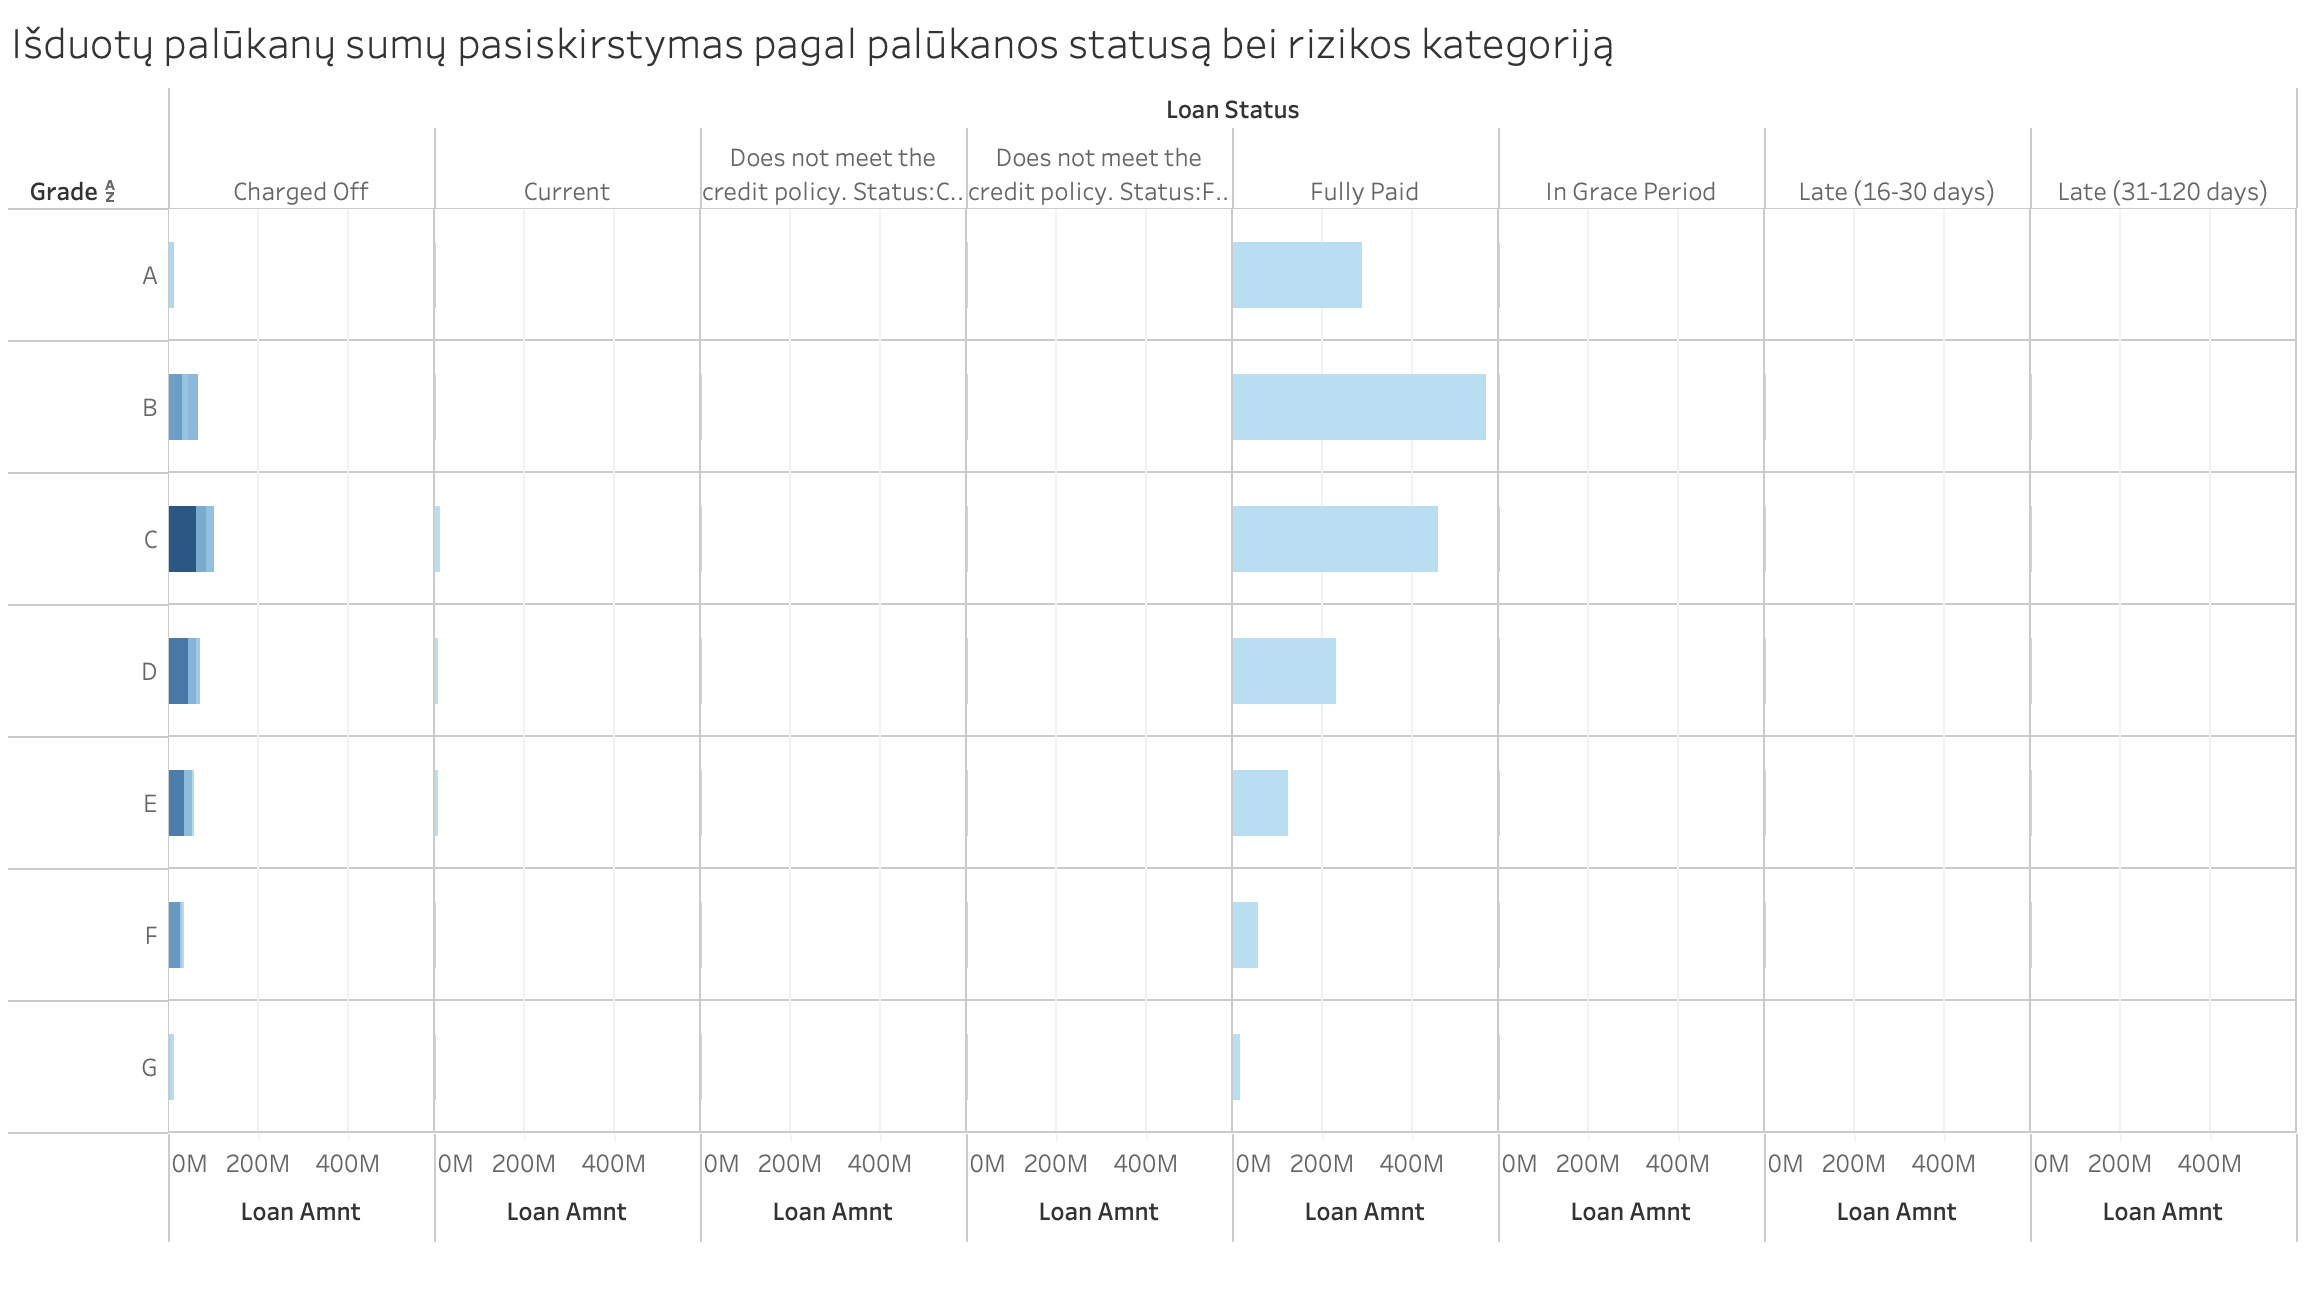 Išduotų palūkanų sumų pasiskirstymas pagal palūkanos statusą bei rizikos kategoriją
Loan Status
Grade AZ Charged Off Current Does not meet the credit policy. Status:C.. Does not meet the credit policy. Status:F.. Fully Paid In Grace Period Late (16-30 days) Late (31-120 days)
A
B
C
D
E
F
G
0M 200M 400M 0M 200M 400M 0M 200M 400M 0M 200M 400M 0M 200M 400M 0M 200M 400M 0M 200M 400M 0M 200M 400M
Loan Amnt Loan Amnt Loan Amnt Loan Amnt Loan Amnt Loan Amnt Loan Amnt Loan Amnt